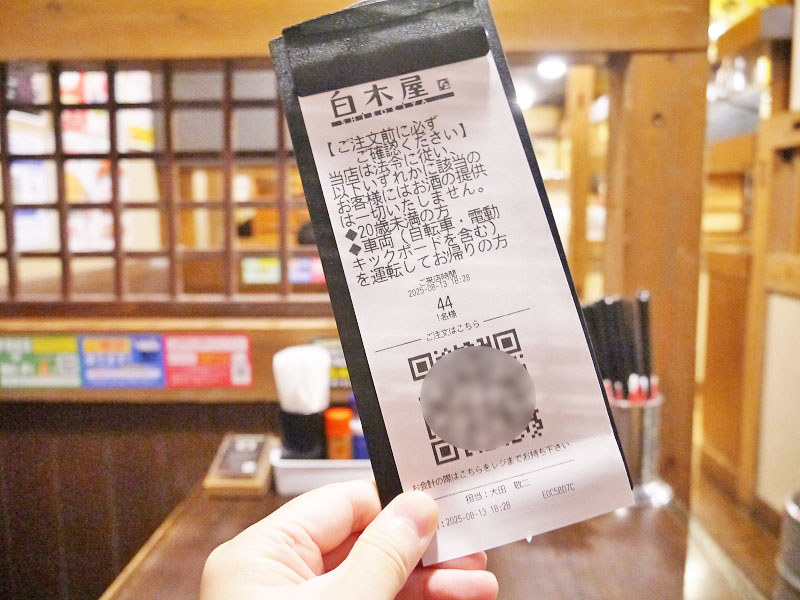 白木屋
SHIROKIYA
【ご注文前に必ず
ご確認ください】
当店は法令に従い、
以下いずれかに該当の
お客様にはお酒の提供
は一切いたしません。
◆20歳未満の方
◆車両（自転車・電動
キックボードを含む）
を運転してお帰りの方
ご来店時間
2025-08-13 18:28
44
1名様
ご注文はこちら
お会計の際はこちらをレジまでお持ち下さい
担当:大田 敬二
E0C5BD7C
:2025-08-13 18:28